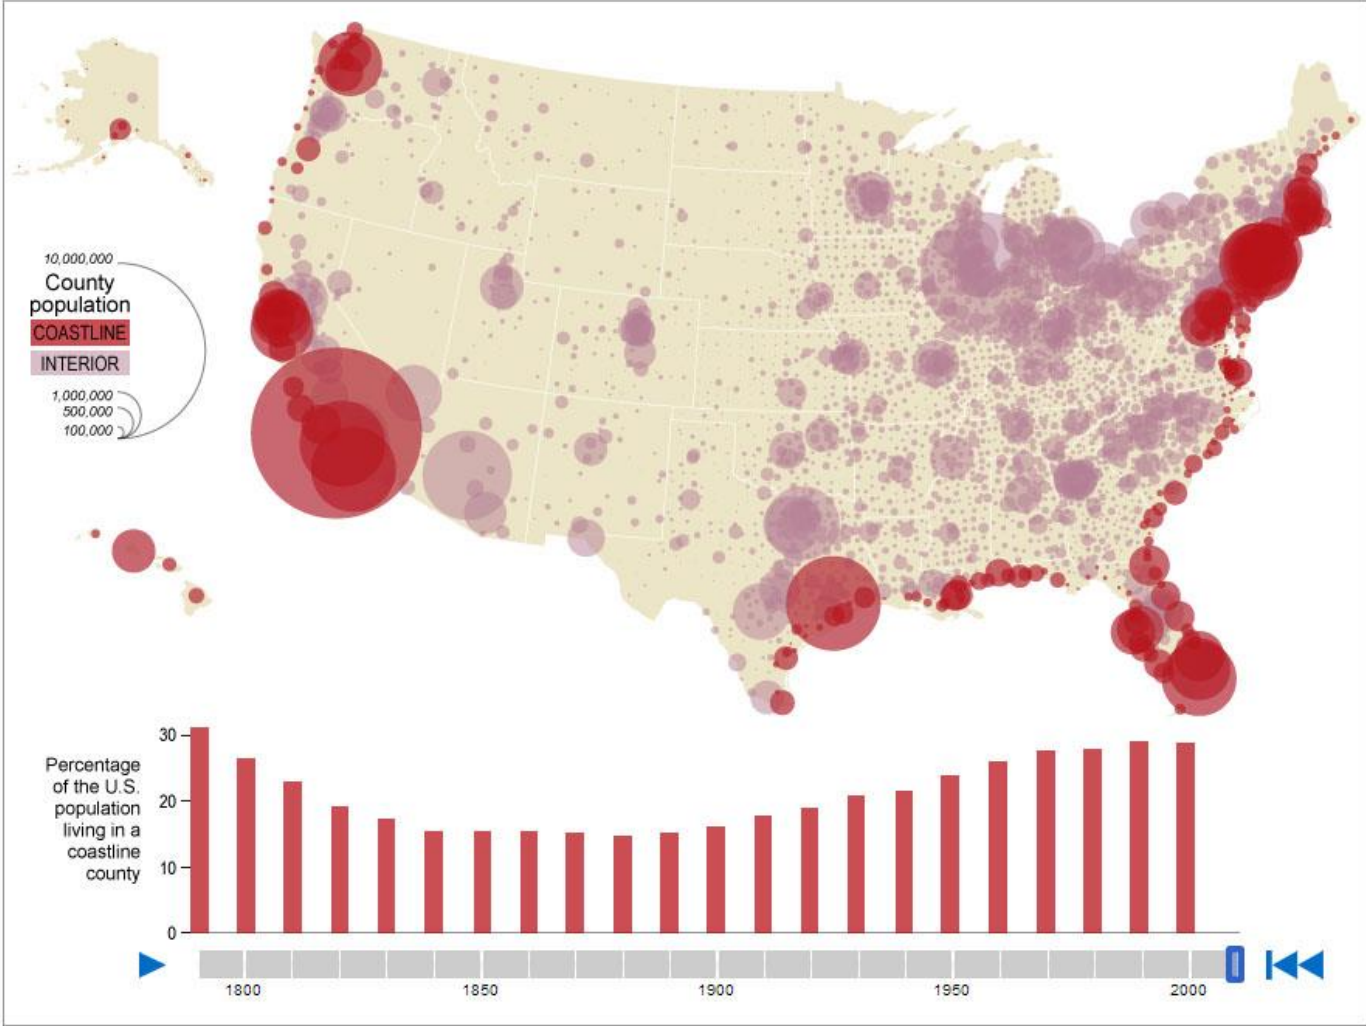 10,000,000
County
population
COASTLINE
INTERIOR
1,000,000
500,000
100,000
Percentage
of the U.S.
population
living in a
coastline
county
30
20
10
0
1800 1850 1900 1950 2000